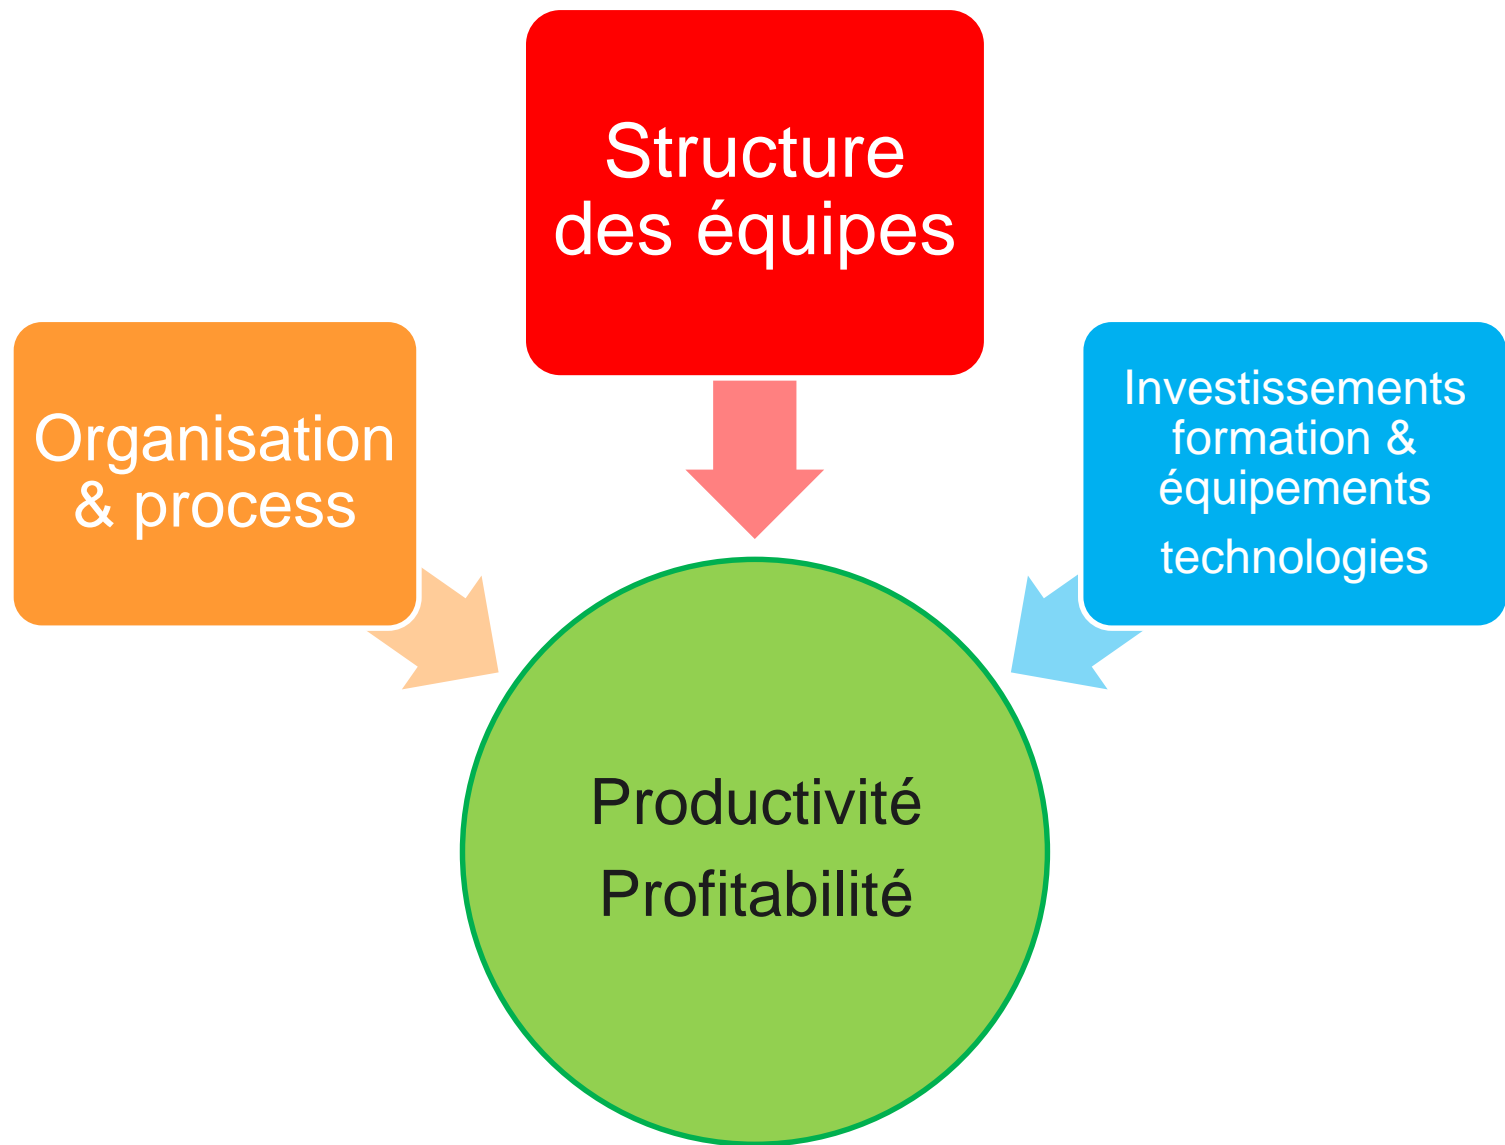 Structure
des équipes
Organisation
& process
Investissements
formation &
équipements
technologies
Productivité
Profitabilité